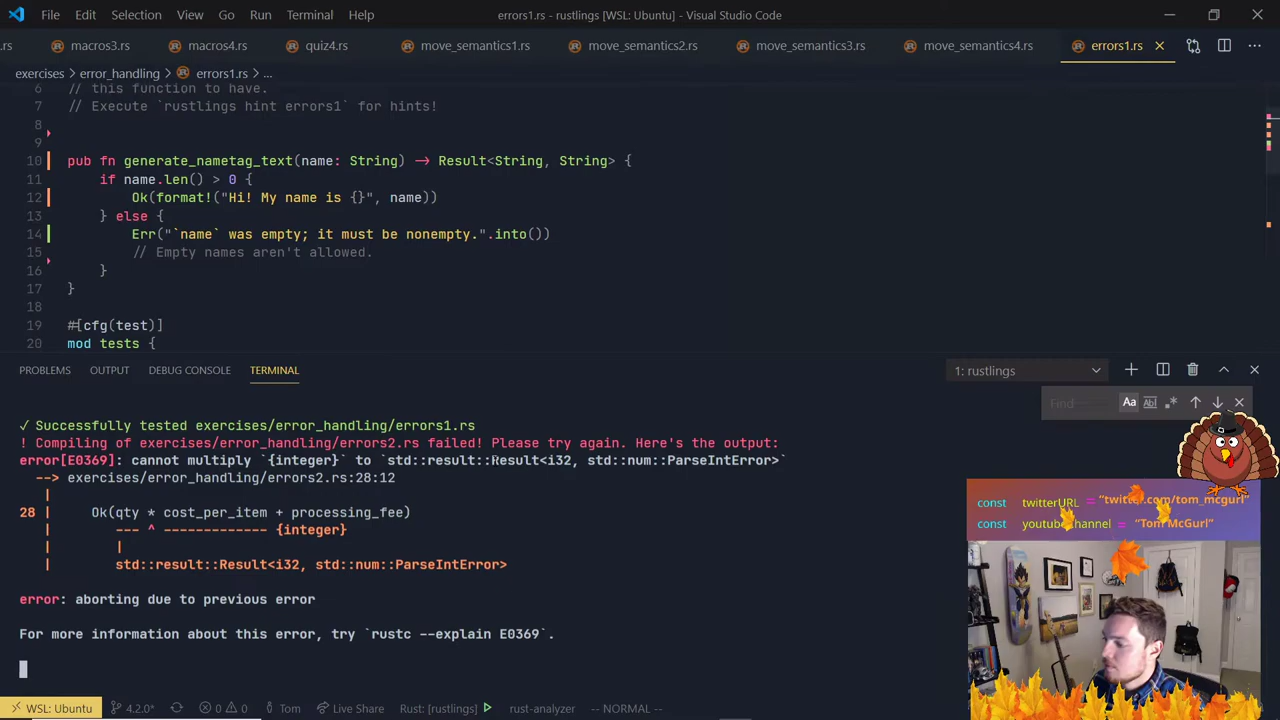 File Edit Selection View Go Run Terminal Help errors1.rs - rustlings [WSL: Ubuntu] - Visual Studio Code
.rs macros3.rs macros4.rs quiz4.rs move_semantics1.rs move_semantics2.rs move_semantics3.rs move_semantics4.rs errors1.rs
exercises > error_handling > errors1.rs > ...
6 // this function to have.
7 // Execute `rustlings hint errors1` for hints!
8
9
10 pub fn generate_nametag_text(name: String) -> Result<String, String> {
11 if name.len() > 0 {
12 Ok(format!("Hi! My name is {}", name))
13 } else {
14 Err("`name` was empty; it must be nonempty.".into())
15 // Empty names aren't allowed.
16 }
17 }
18
19 #[cfg(test)]
20 mod tests {
PROBLEMS OUTPUT DEBUG CONSOLE TERMINAL 1: rustlings
Find Aa Abl .*
✓ Successfully tested exercises/error_handling/errors1.rs
! Compiling of exercises/error_handling/errors2.rs failed! Please try again. Here's the output:
error[E0369]: cannot multiply `{integer}` to `std::result::Result<i32, std::num::ParseIntError>`
--> exercises/error_handling/errors2.rs:28:12
|
28 | Ok(qty * cost_per_item + processing_fee)
| --- ^ ------------- {integer}
| |
| std::result::Result<i32, std::num::ParseIntError>
error: aborting due to previous error
For more information about this error, try `rustc --explain E0369`.
const twitterURL = "twitter.com/tom_mcgurl"
const youtubeChannel = "Tom McGurl"
WSL: Ubuntu 4.2.0* 0 0 Tom Live Share Rust: [rustlings] rust-analyzer -- NORMAL --